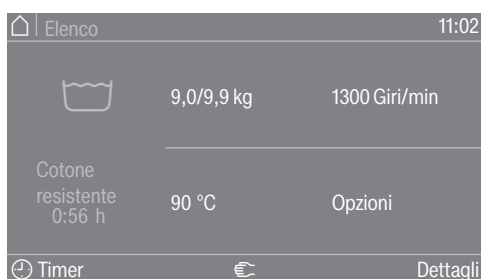 Elenco 11:02
9,0/9,9 kg 1300 Giri/min
Cotone
resistente
0:56 h
90 °C Opzioni
Timer Dettagli